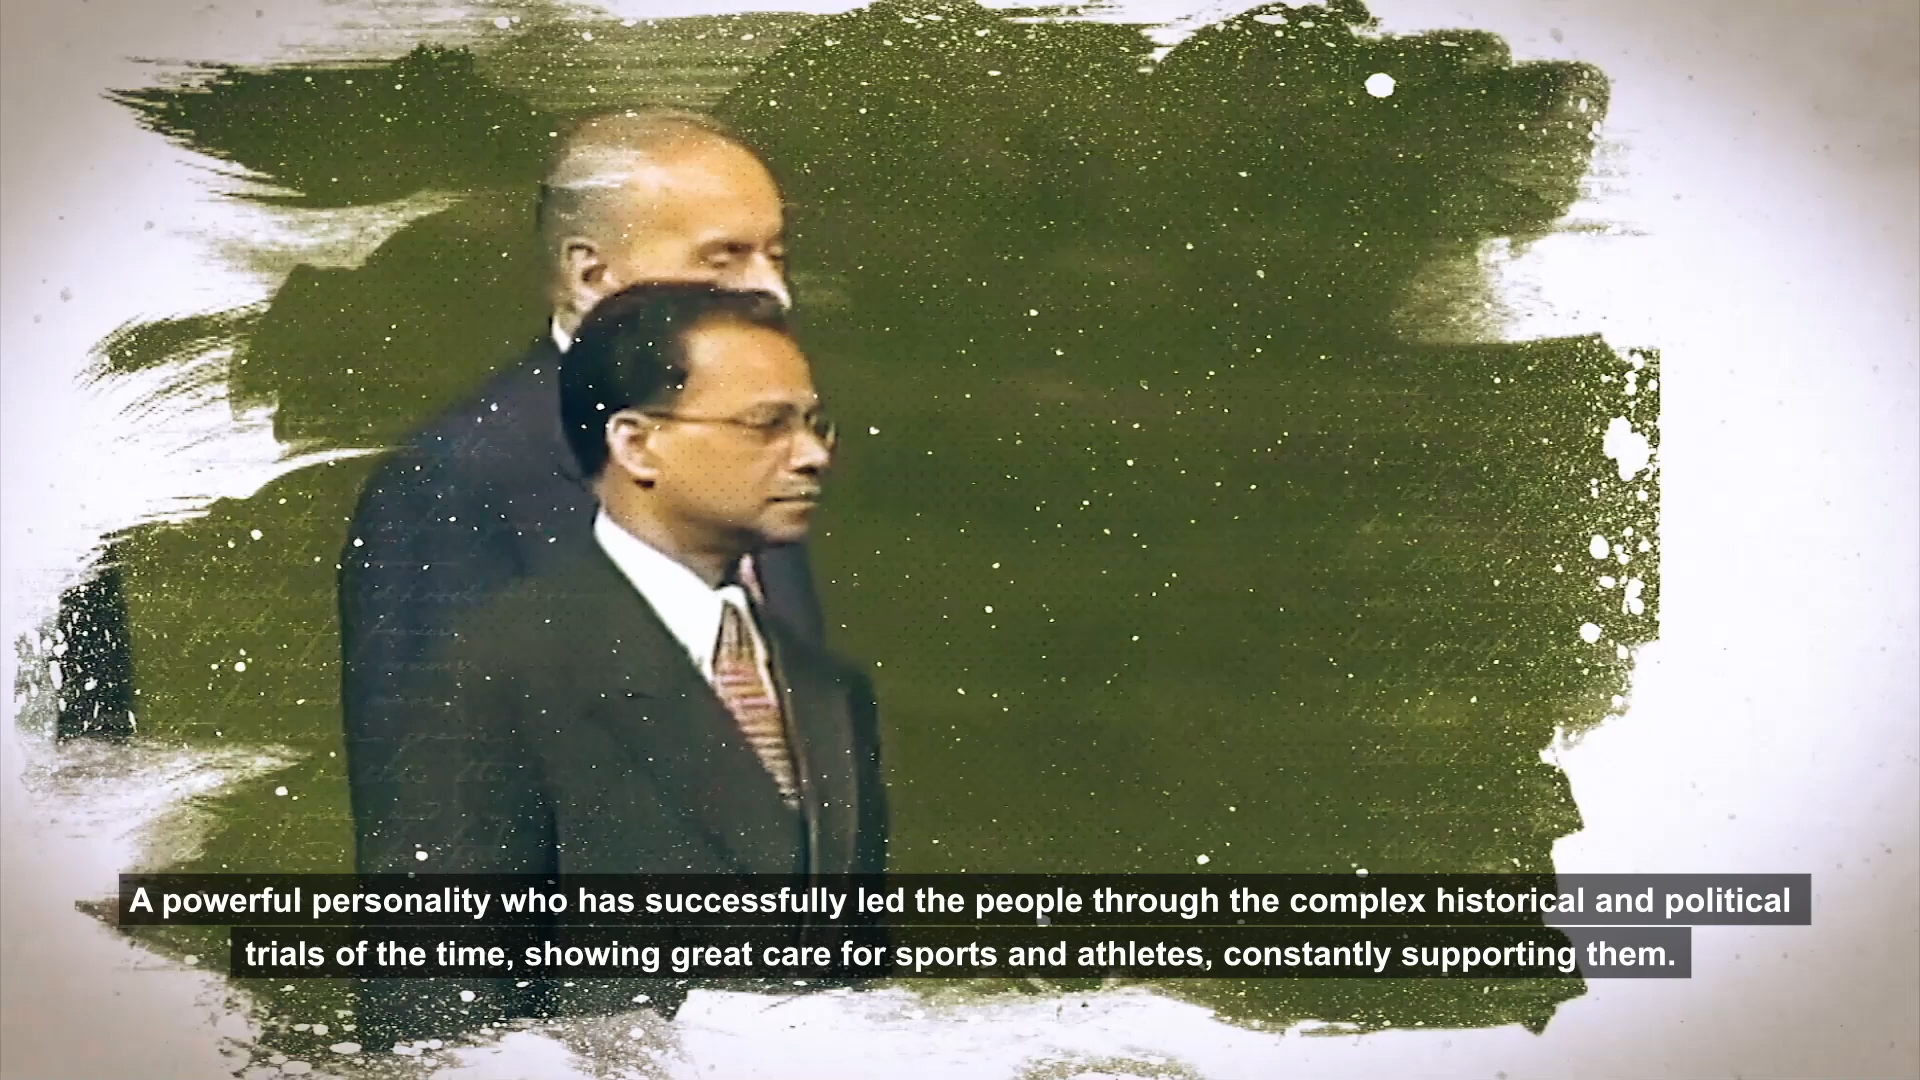 A powerful personality who has successfully led the people through the complex historical and political
trials of the time, showing great care for sports and athletes, constantly supporting them.